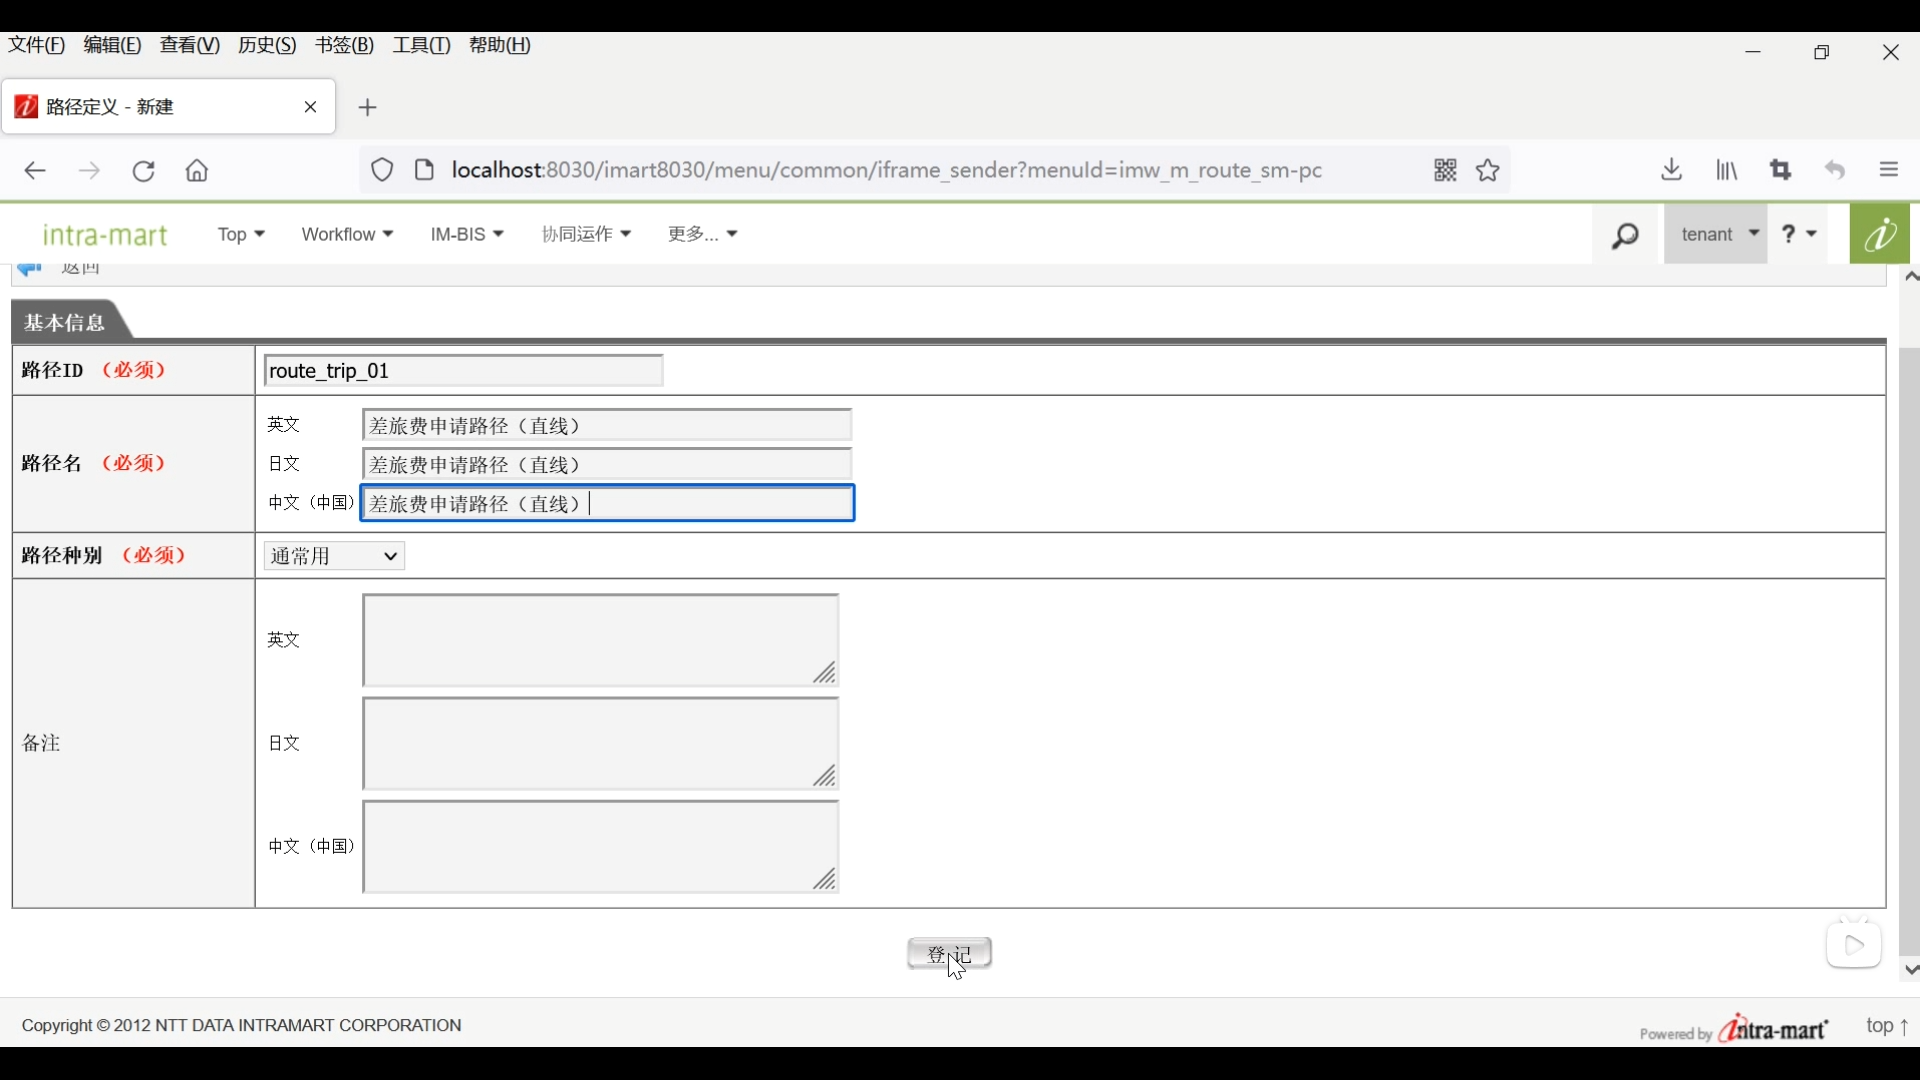 文件(F) 编辑(E) 查看(V) 历史(S) 书签(B) 工具(T) 帮助(H)
路径定义 - 新建
localhost:8030/imart8030/menu/common/iframe_sender?menuId=imw_m_route_sm-pc
intra-mart Top Workflow IM-BIS 协同运作 更多... tenant ?
返回
基本信息
路径ID （必须） route_trip_01
英文 差旅费申请路径（直线）
路径名 （必须） 日文 差旅费申请路径（直线）
中文（中国） 差旅费申请路径（直线）
路径种别 （必须） 通常用
英文
备注 日文
中文（中国）
登 记
Copyright © 2012 NTT DATA INTRAMART CORPORATION
Powered by intra-mart top ↑